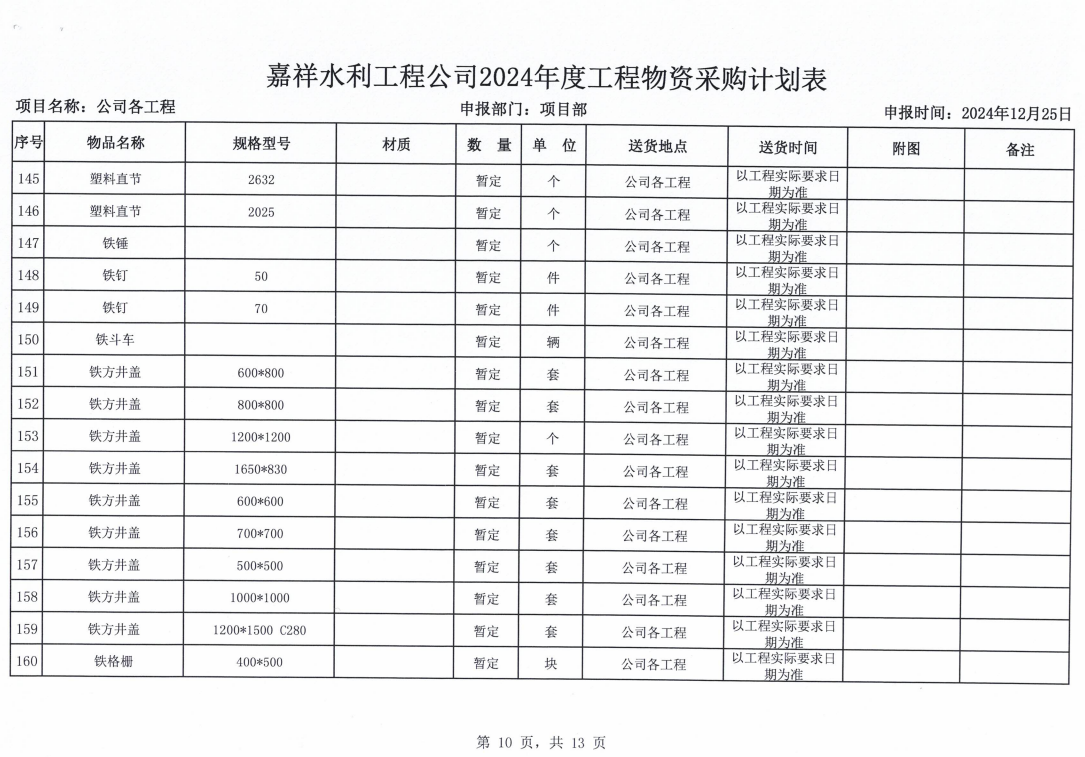 嘉祥水利工程公司2024年度工程物资采购计划表
项目名称：公司各工程 申报部门：项目部 申报时间：2024年12月25日
序号 物品名称 规格型号 材质 数 量 单 位 送货地点 送货时间 附图 备注
145 塑料直节 2632 暂定 个 公司各工程 以工程实际要求日期为准
146 塑料直节 2025 暂定 个 公司各工程 以工程实际要求日期为准
147 铁锤 暂定 个 公司各工程 以工程实际要求日期为准
148 铁钉 50 暂定 件 公司各工程 以工程实际要求日期为准
149 铁钉 70 暂定 件 公司各工程 以工程实际要求日期为准
150 铁斗车 暂定 辆 公司各工程 以工程实际要求日期为准
151 铁方井盖 600*800 暂定 套 公司各工程 以工程实际要求日期为准
152 铁方井盖 800*800 暂定 套 公司各工程 以工程实际要求日期为准
153 铁方井盖 1200*1200 暂定 个 公司各工程 以工程实际要求日期为准
154 铁方井盖 1650*830 暂定 套 公司各工程 以工程实际要求日期为准
155 铁方井盖 600*600 暂定 套 公司各工程 以工程实际要求日期为准
156 铁方井盖 700*700 暂定 套 公司各工程 以工程实际要求日期为准
157 铁方井盖 500*500 暂定 套 公司各工程 以工程实际要求日期为准
158 铁方井盖 1000*1000 暂定 套 公司各工程 以工程实际要求日期为准
159 铁方井盖 1200*1500 C280 暂定 套 公司各工程 以工程实际要求日期为准
160 铁格栅 400*500 暂定 块 公司各工程 以工程实际要求日期为准
第 10 页，共 13 页